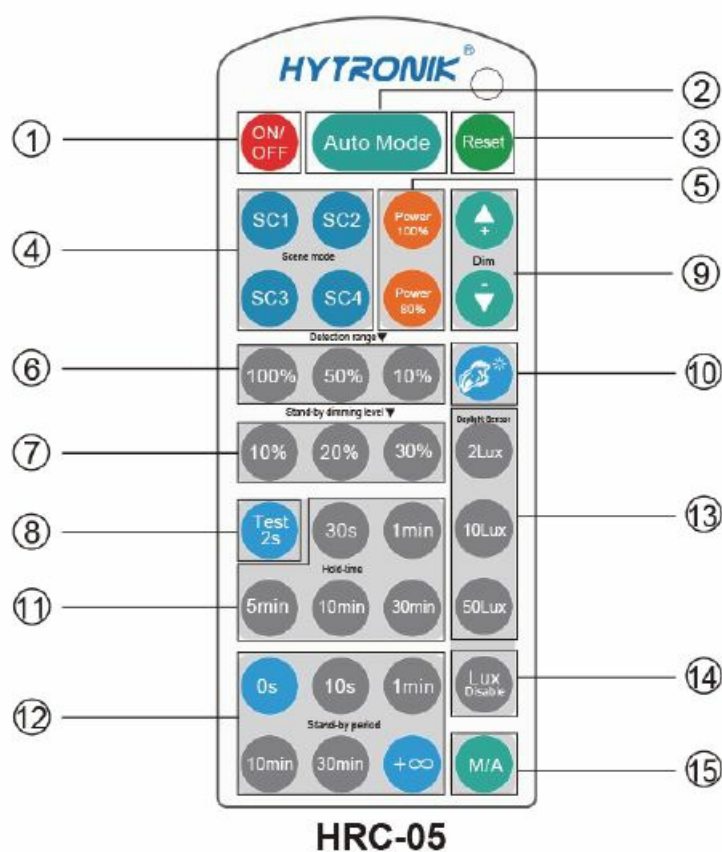 HYTRONIK®
①
ON/
OFF
Auto Mode
②
Reset
③
④
SC1
SC2
Scene mode
SC3
SC4
Power
100%
Power
80%
⑤
+
Dim
-
⑨
Detection range▼
⑥
100%
50%
10%
⑩
Stand-by dimming level▼
⑦
10%
20%
30%
Daylight Sensor
2Lux
10Lux
50Lux
⑬
⑧
Test
2s
30s
1min
Hold-time
⑪
5min
10min
30min
⑫
0s
10s
1min
Stand-by period
10min
30min
+∞
Lux
Disable
⑭
M/A
⑮
HRC-05